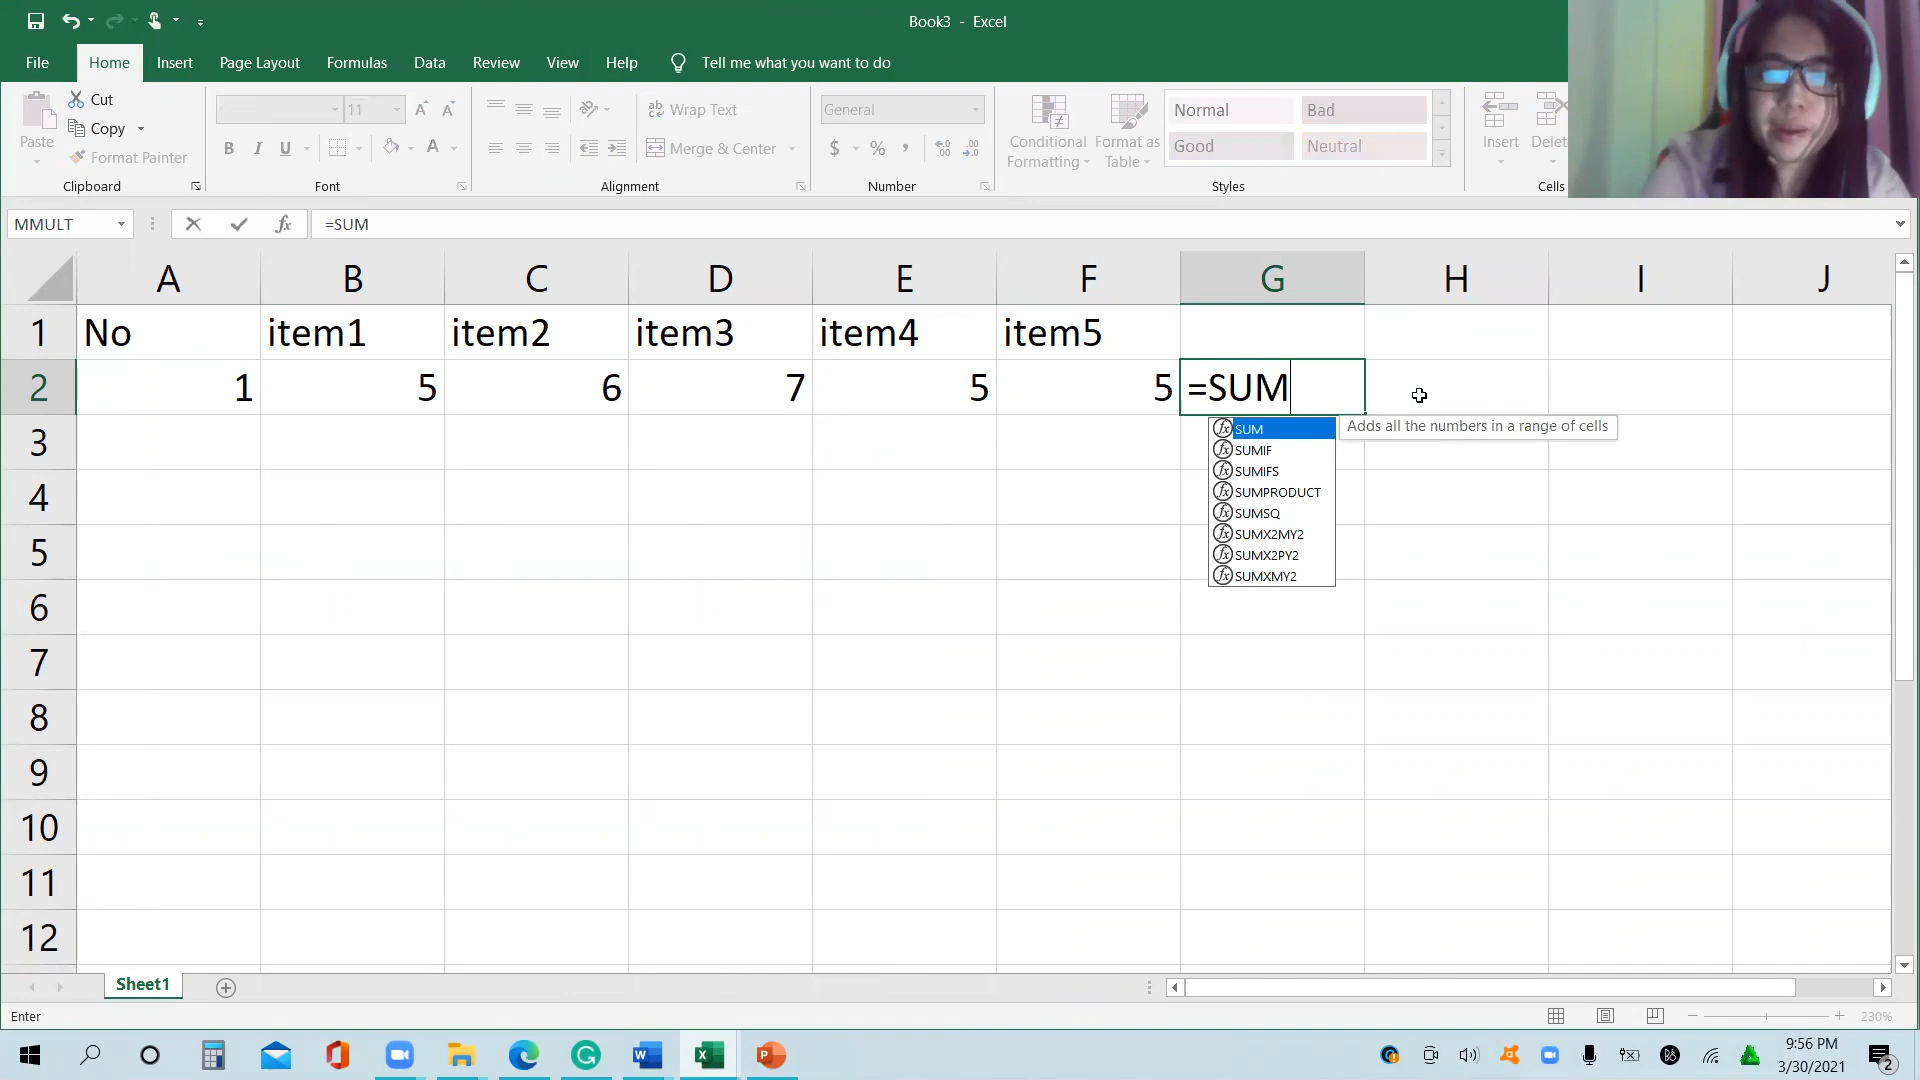 Book3 - Excel
File Home Insert Page Layout Formulas Data Review View Help Tell me what you want to do
Paste
Cut
Copy
Format Painter
Clipboard
11
B I U
A
Font
Wrap Text
Merge & Center
Alignment
General
$ % ,
Number
Conditional Formatting
Format as Table
Normal Bad
Good Neutral
Styles
Insert Delet
Cells
MMULT fx =SUM
A B C D E F G H I J
1 No item1 item2 item3 item4 item5
2 1 5 6 7 5 5 =SUM
3
4
5
6
7
8
9
10
11
12
SUM Adds all the numbers in a range of cells
SUMIF
SUMIFS
SUMPRODUCT
SUMSQ
SUMX2MY2
SUMX2PY2
SUMXMY2
Sheet1
Enter 230%
9:56 PM
3/30/2021
2